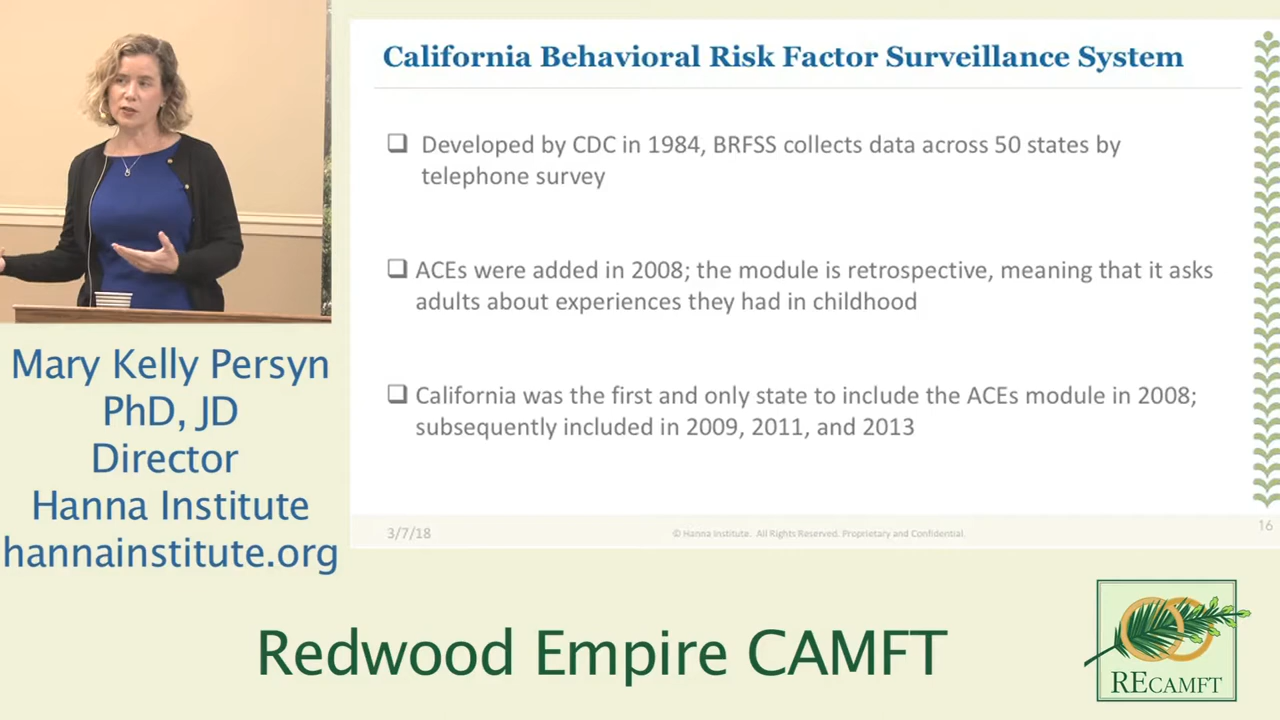 California Behavioral Risk Factor Surveillance System
❑ Developed by CDC in 1984, BRFSS collects data across 50 states by
telephone survey
❑ ACEs were added in 2008; the module is retrospective, meaning that it asks
adults about experiences they had in childhood
❑ California was the first and only state to include the ACEs module in 2008;
subsequently included in 2009, 2011, and 2013
3/7/18
© Hanna Institute. All Rights Reserved. Proprietary and Confidential.
16
Mary Kelly Persyn
PhD, JD
Director
Hanna Institute
hannainstitute.org
Redwood Empire CAMFT
RECAMFT